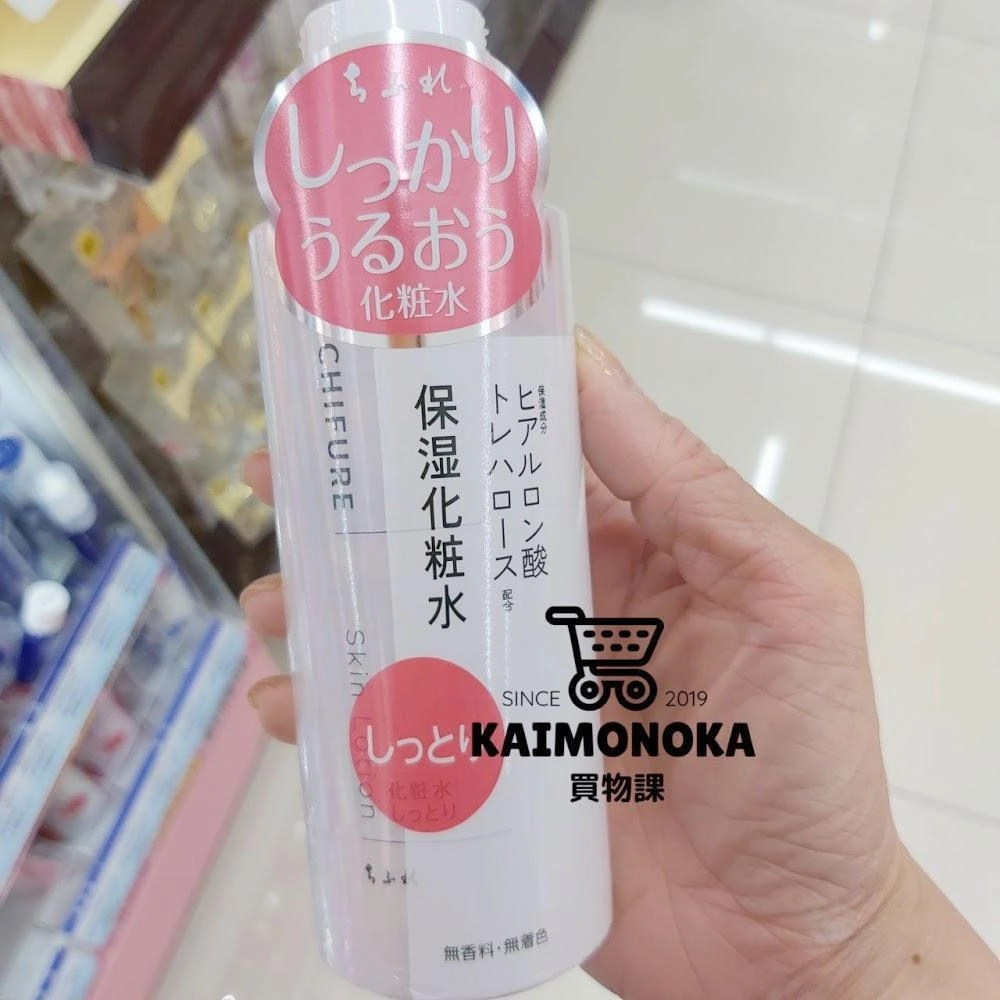 ちふれ
しっかり
うるおう
化粧水
CHIFURE
保湿化粧水
保湿成分
ヒアルロン酸
トレハロース
配合
Skin Lotion
しっとり
化粧水
しっとり
ちふれ
無香料・無着色
SINCE 2019
KAIMONOKA
買物課